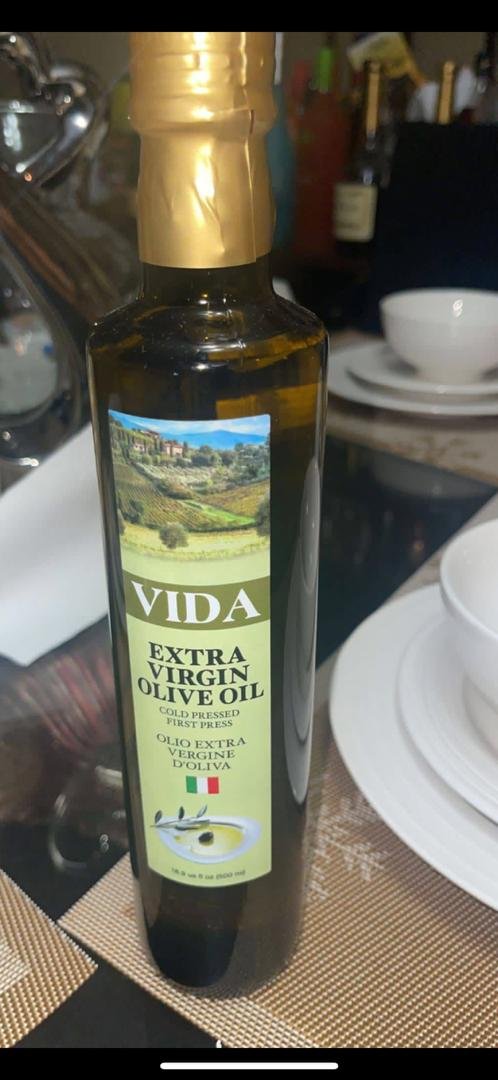 VIDA
EXTRA
VIRGIN
OLIVE OIL
COLD PRESSED
FIRST PRESS
OLIO EXTRA
VERGINE
D'OLIVA
16.9 us fl oz (500 ml)